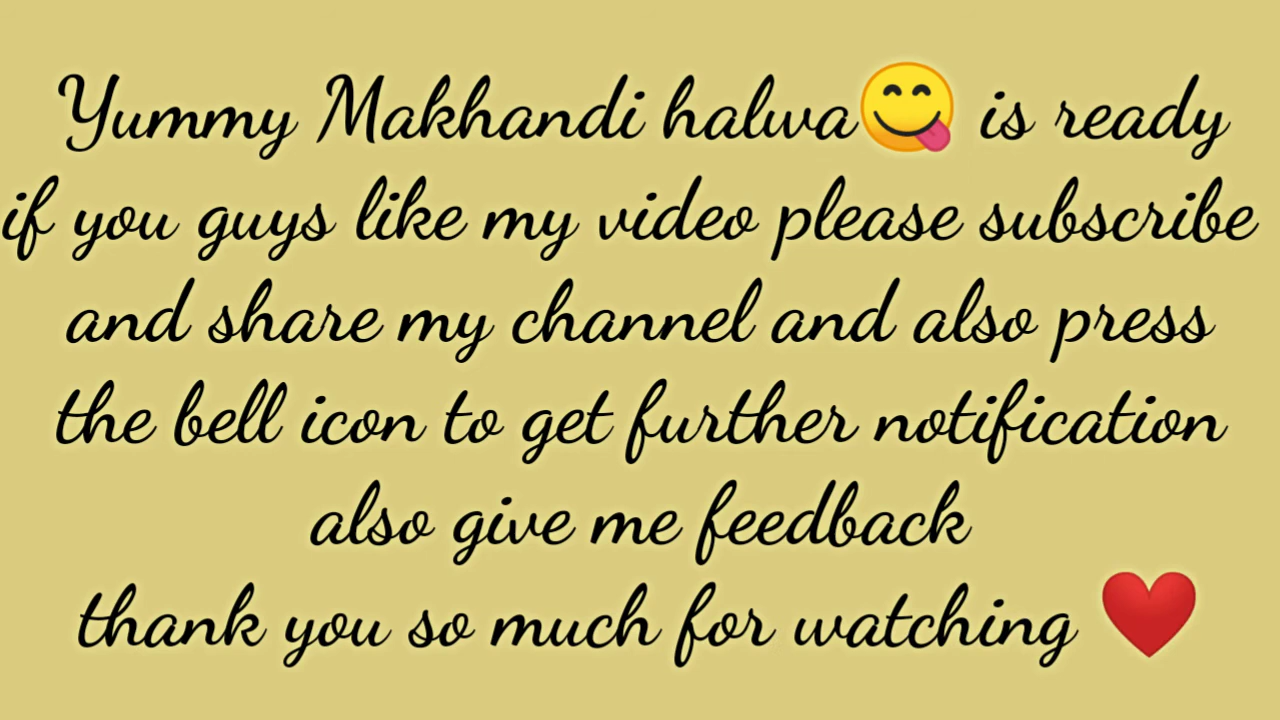 Yummy Makhandi halwa😋 is ready
if you guys like my video please subscribe
and share my channel and also press
the bell icon to get further notification
also give me feedback
thank you so much for watching ❤️